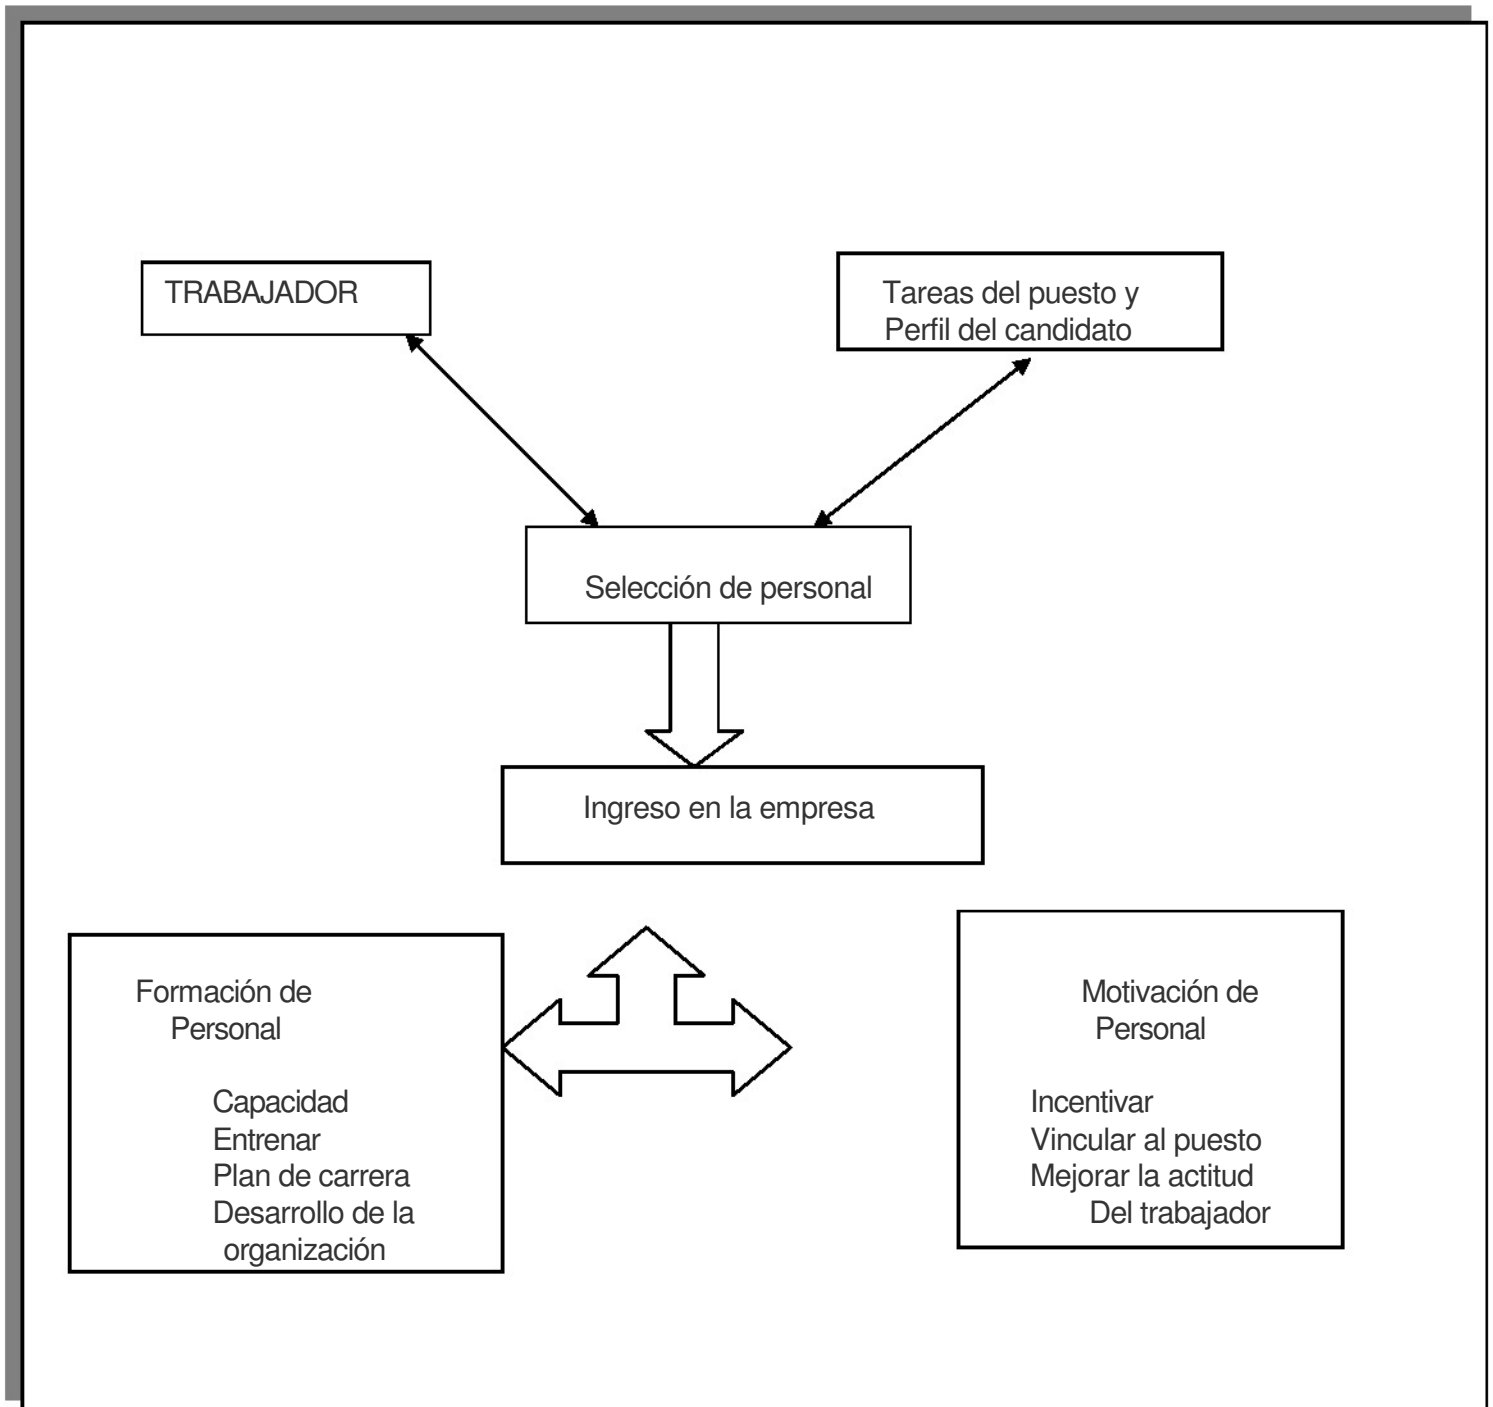 TRABAJADOR
Tareas del puesto y
Perfil del candidato
Selección de personal
Ingreso en la empresa
Formación de
Personal
Capacidad
Entrenar
Plan de carrera
Desarrollo de la
organización
Motivación de
Personal
Incentivar
Vincular al puesto
Mejorar la actitud
Del trabajador